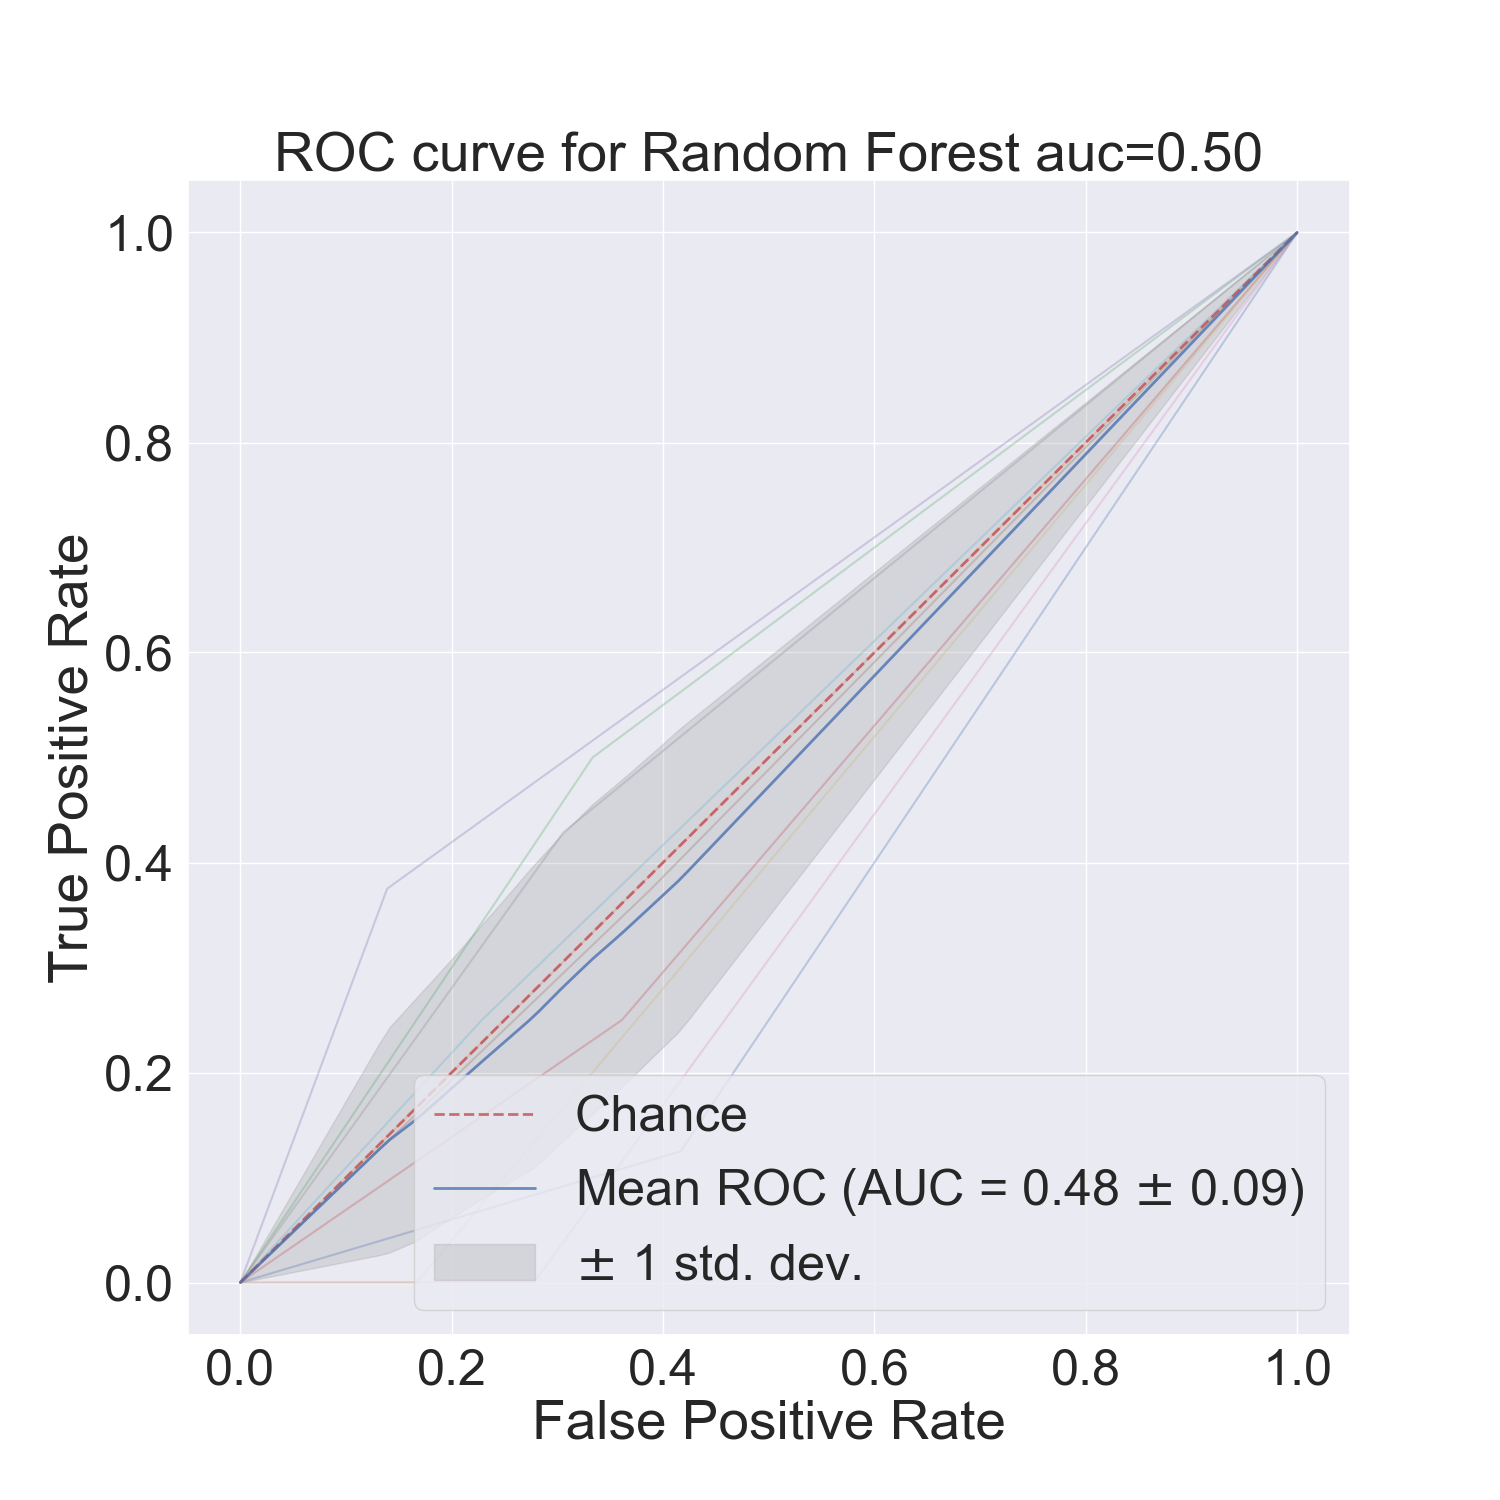 ROC curve for Random Forest auc=0.50
True Positive Rate
1.0
0.8
0.6
0.4
0.2
0.0
Chance
Mean ROC (AUC = 0.48 ± 0.09)
± 1 std. dev.
0.0 0.2 0.4 0.6 0.8 1.0
False Positive Rate